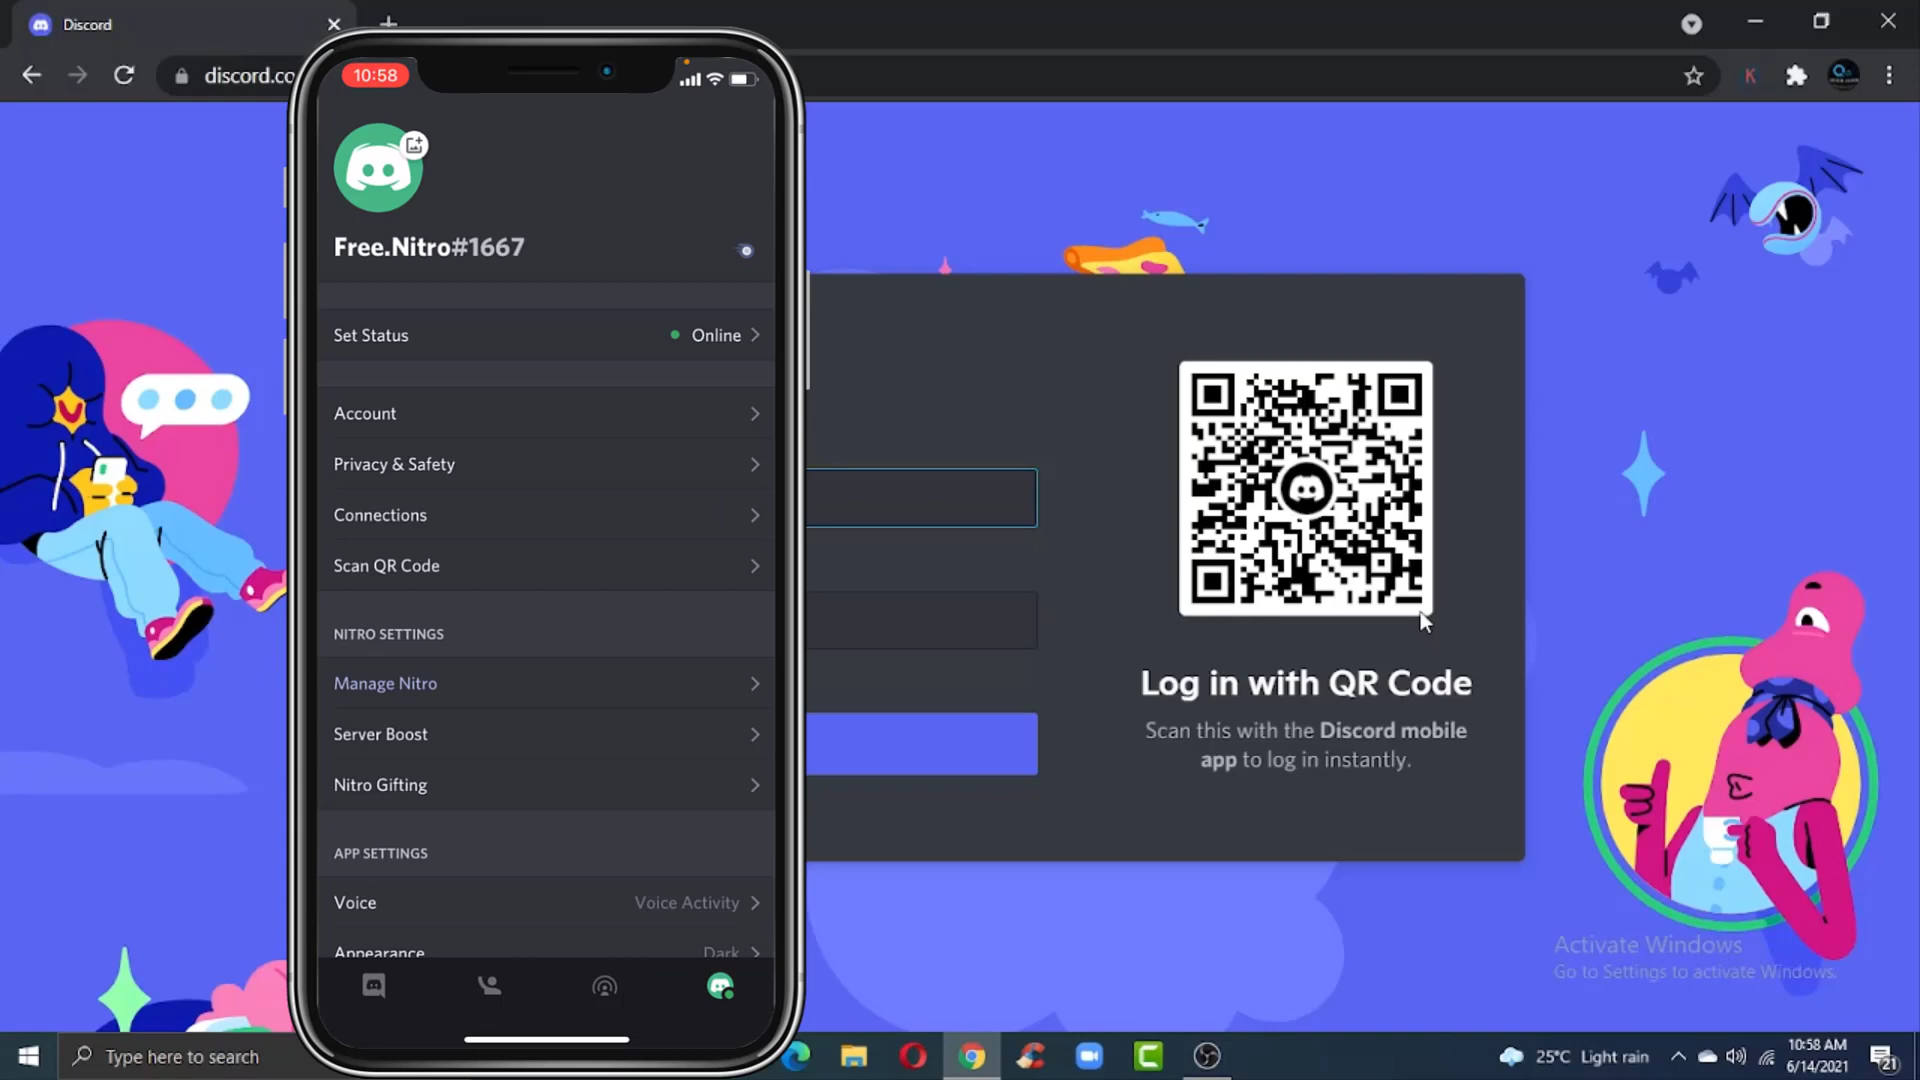 Discord
discord.co
K
10:58
Free.Nitro#1667
Set Status
Online
Account
Privacy & Safety
Connections
Scan QR Code
NITRO SETTINGS
Manage Nitro
Server Boost
Nitro Gifting
APP SETTINGS
Voice
Voice Activity
Appearance
Dark
Log in with QR Code
Scan this with the Discord mobile
app to log in instantly.
Activate Windows
Go to Settings to activate Windows.
Type here to search
25°C Light rain
10:58 AM
6/14/2021
21